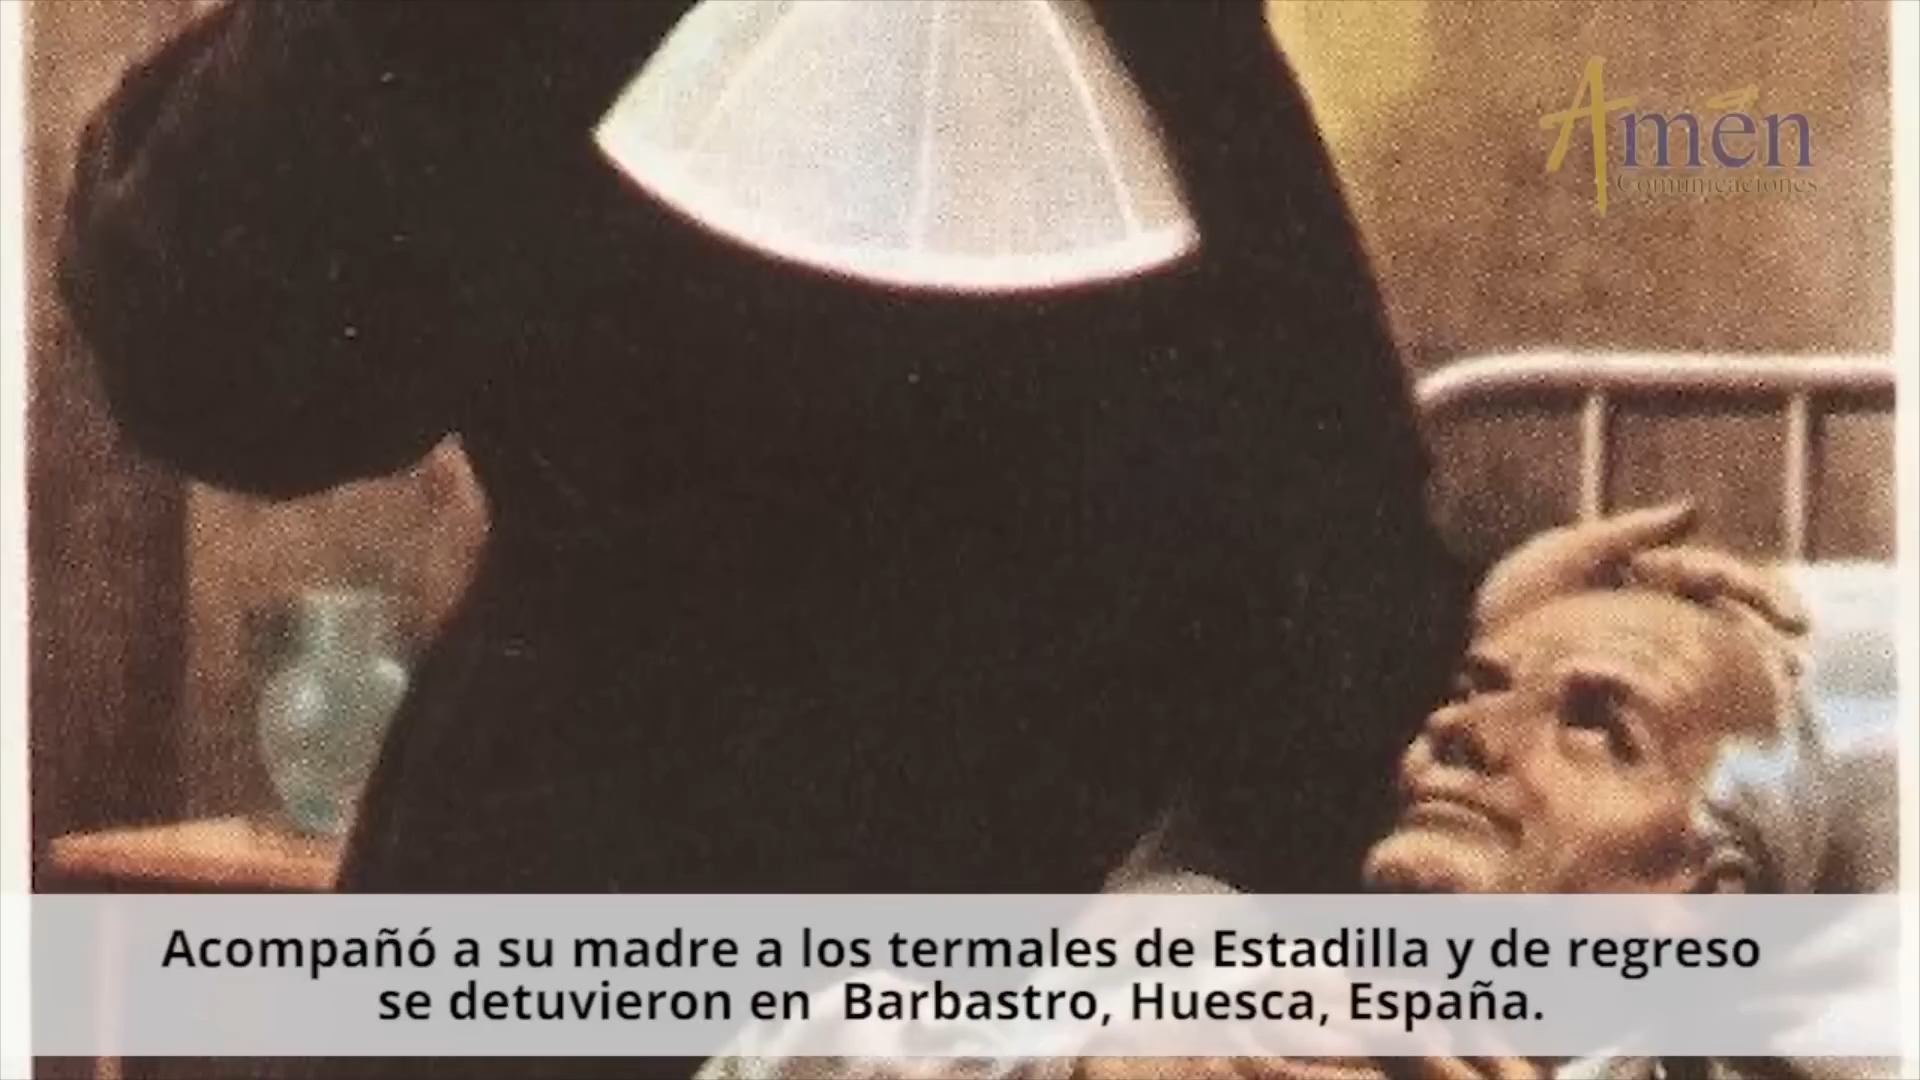 Amén
Comunicaciones
Acompañó a su madre a los termales de Estadilla y de regreso
se detuvieron en Barbastro, Huesca, España.